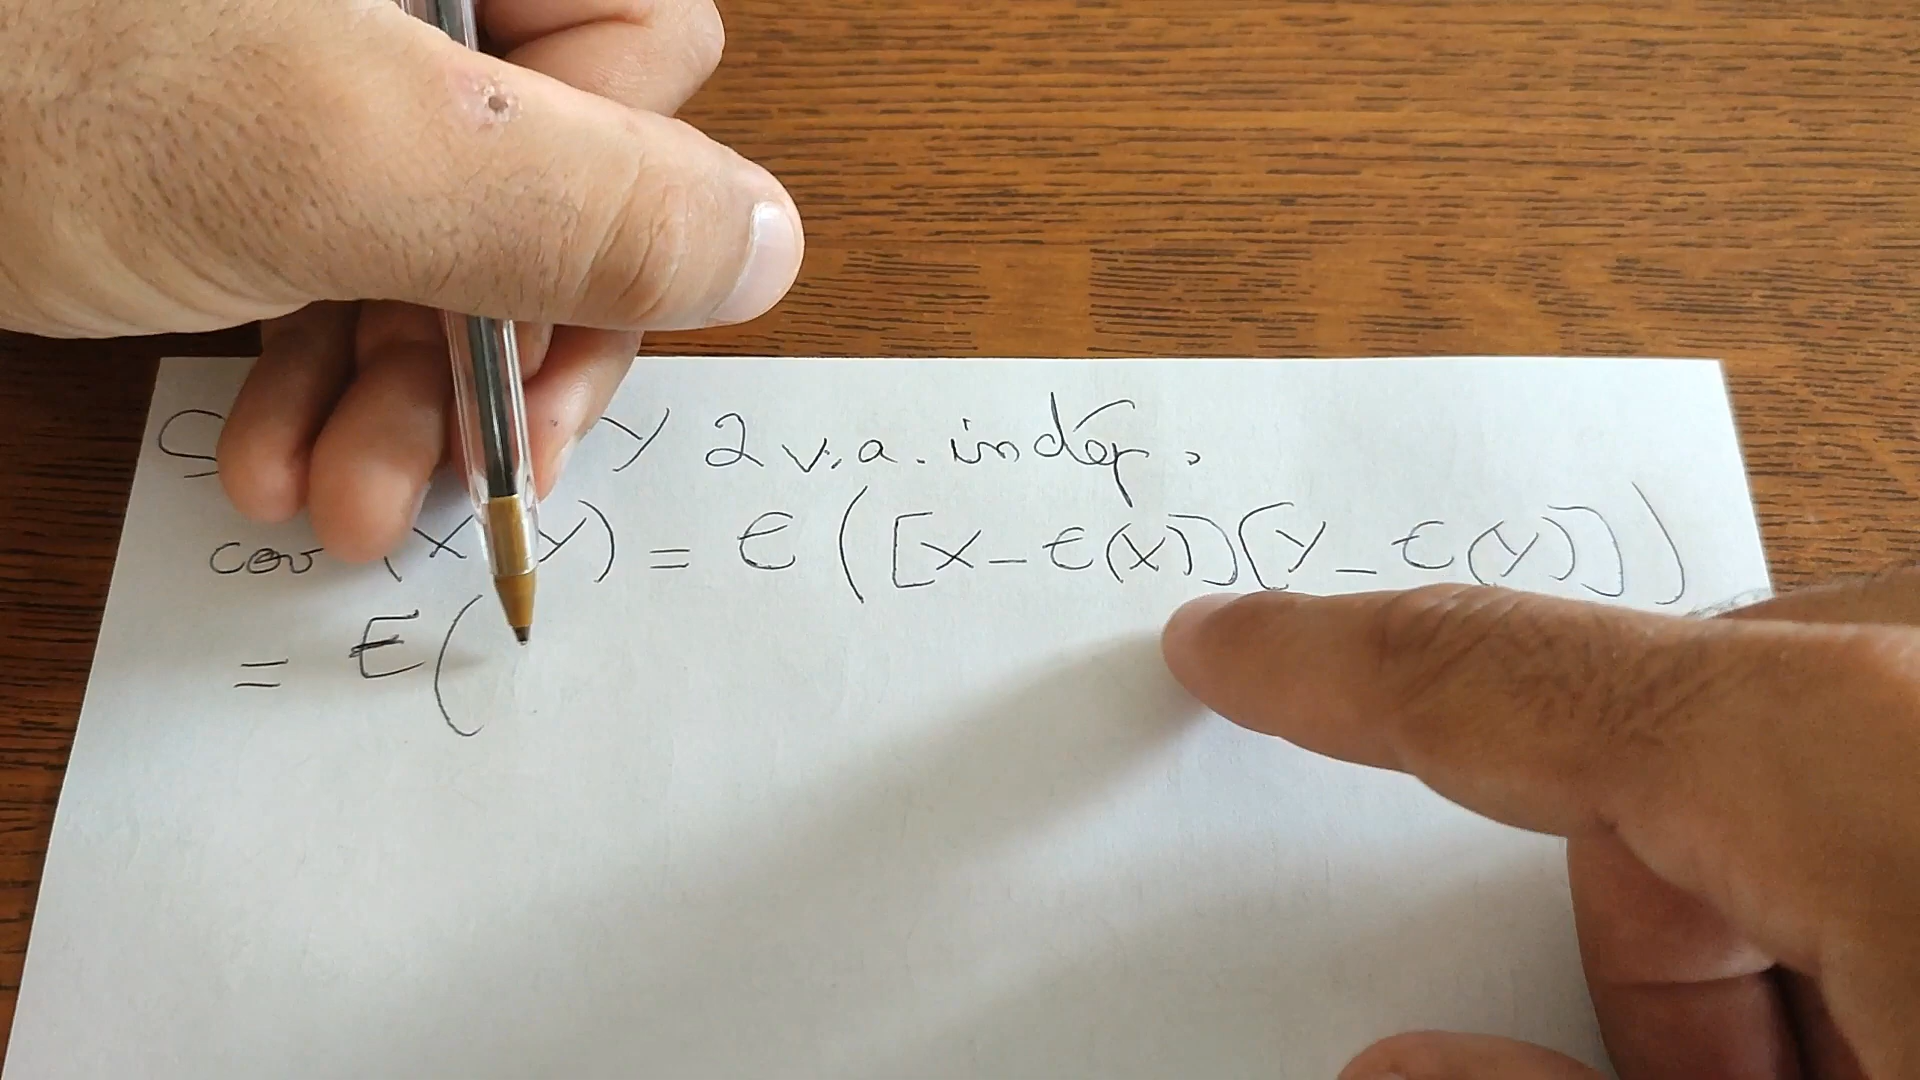 Y 2 v.a. indép.
cov (X Y) = E ( [X - E(X)] [Y - E(Y)] )
= E (